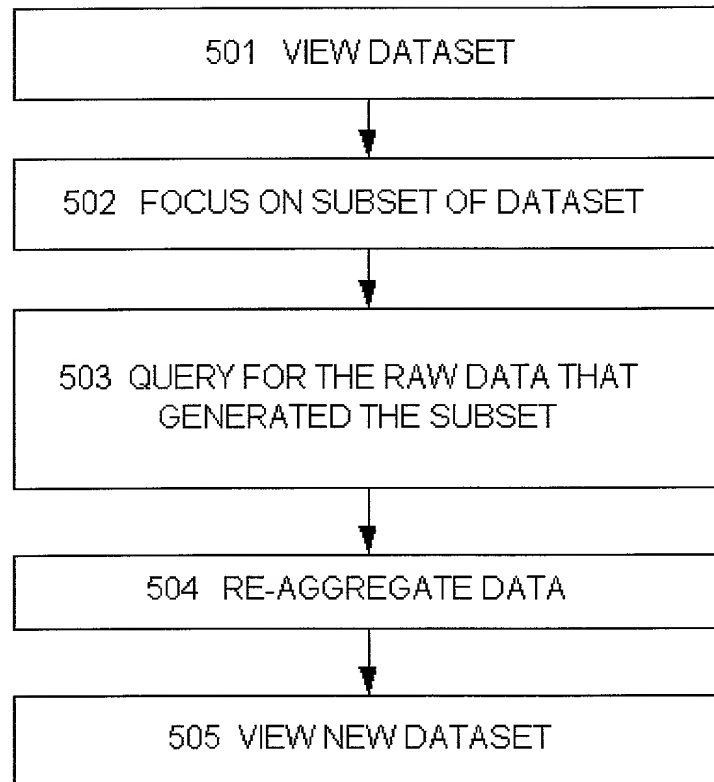 501 VIEW DATASET
502 FOCUS ON SUBSET OF DATASET
503 QUERY FOR THE RAW DATA THAT
GENERATED THE SUBSET
504 RE-AGGREGATE DATA
505 VIEW NEW DATASET